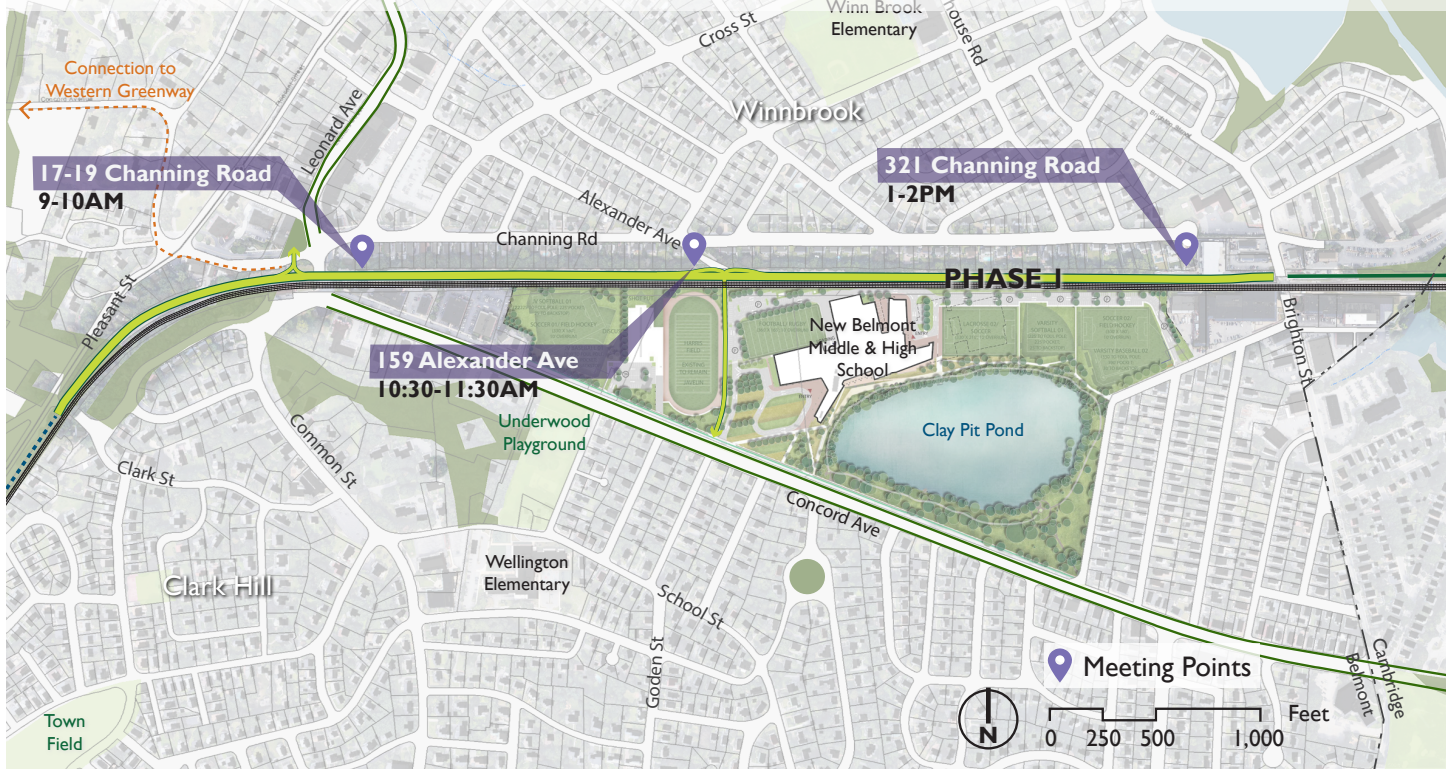 Winn Brook
Elementary
Cross St
house Rd
Connection to
Western Greenway
Leonard Ave
Winnbrook
17-19 Channing Road
9-10AM
321 Channing Road
1-2PM
Alexander Ave
Channing Rd
PHASE 1
Pleasant St
New Belmont
Middle & High
School
Brighton St
159 Alexander Ave
10:30-11:30AM
Underwood
Playground
Clay Pit Pond
Common St
Clark St
Concord Ave
Wellington
Elementary
Clark Hill
School St
Goden St
Cambridge
Belmont
Meeting Points
Town
Field
N
Feet
0 250 500 1,000